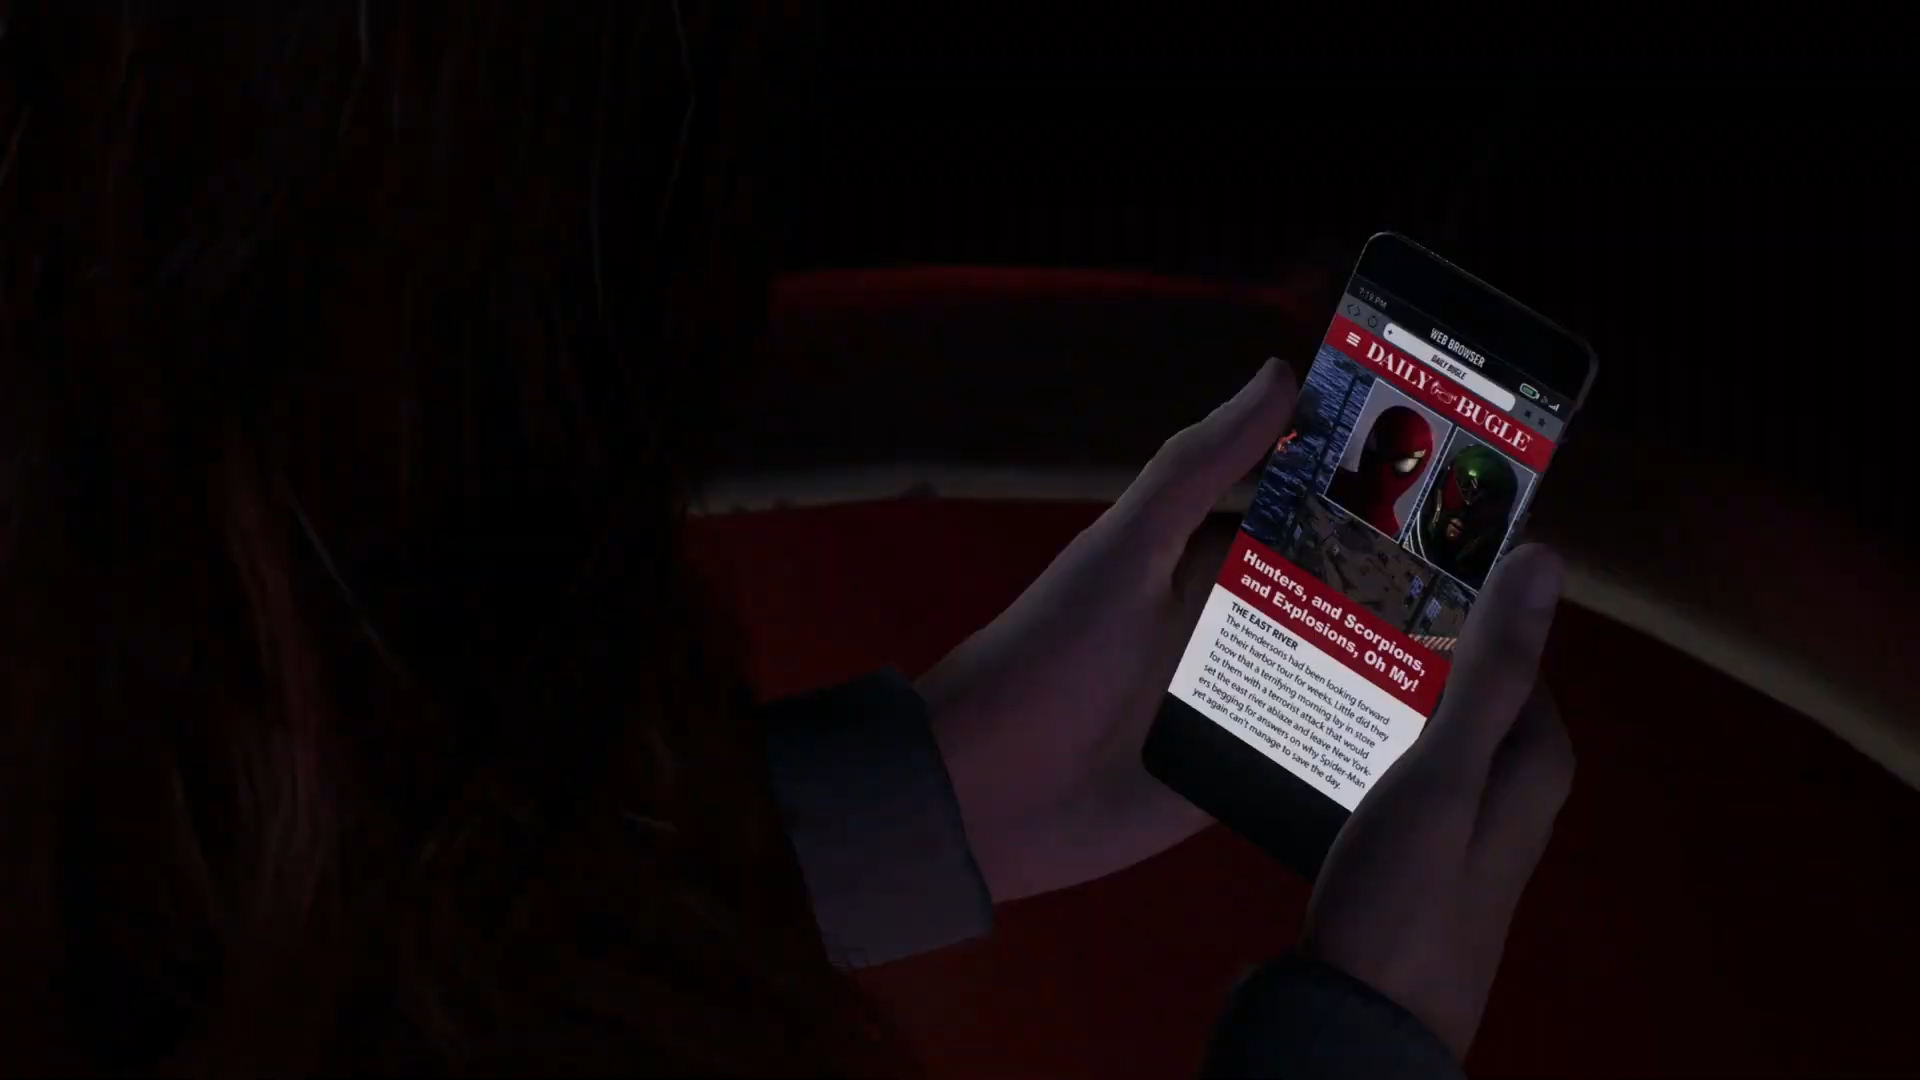 7:19 PM
WEB BROWSER
DAILY BUGLE
DAILY BUGLE
Hunters, and Scorpions,
and Explosions, Oh My!
THE EAST RIVER
The Hendersons had been looking forward
to their harbor tour for weeks. Little did they
know that a terrifying morning lay in store
for them with a terrorist attack that would
set the east river ablaze and leave New York-
ers begging for answers on why Spider-Man
yet again can't manage to save the day.